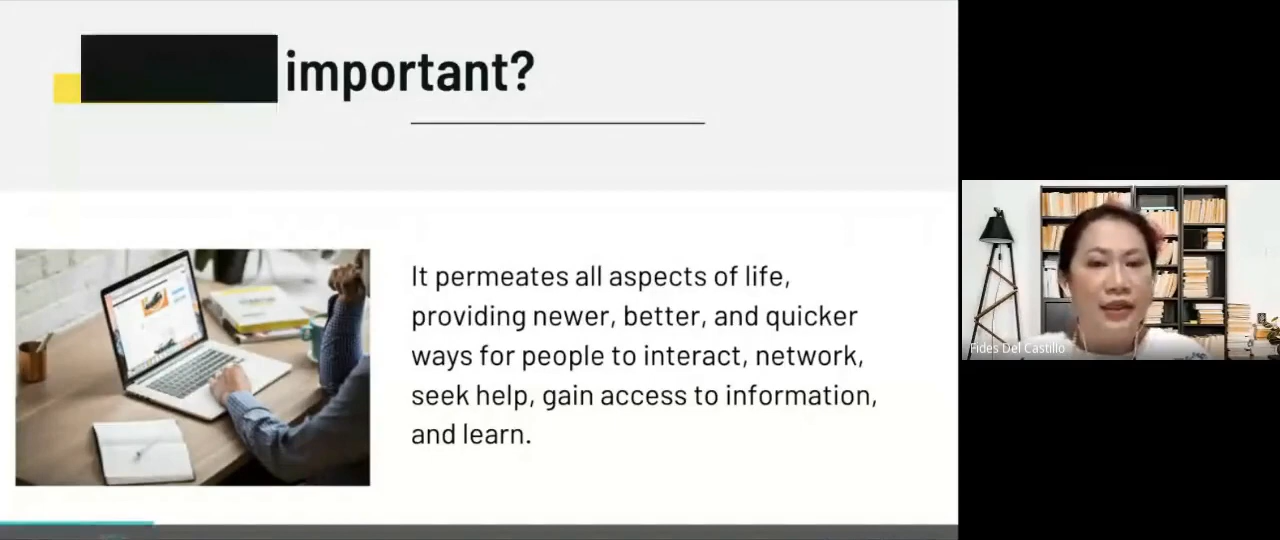 important?
It permeates all aspects of life,
providing newer, better, and quicker
ways for people to interact, network,
seek help, gain access to information,
and learn.
Fides Del Castillo